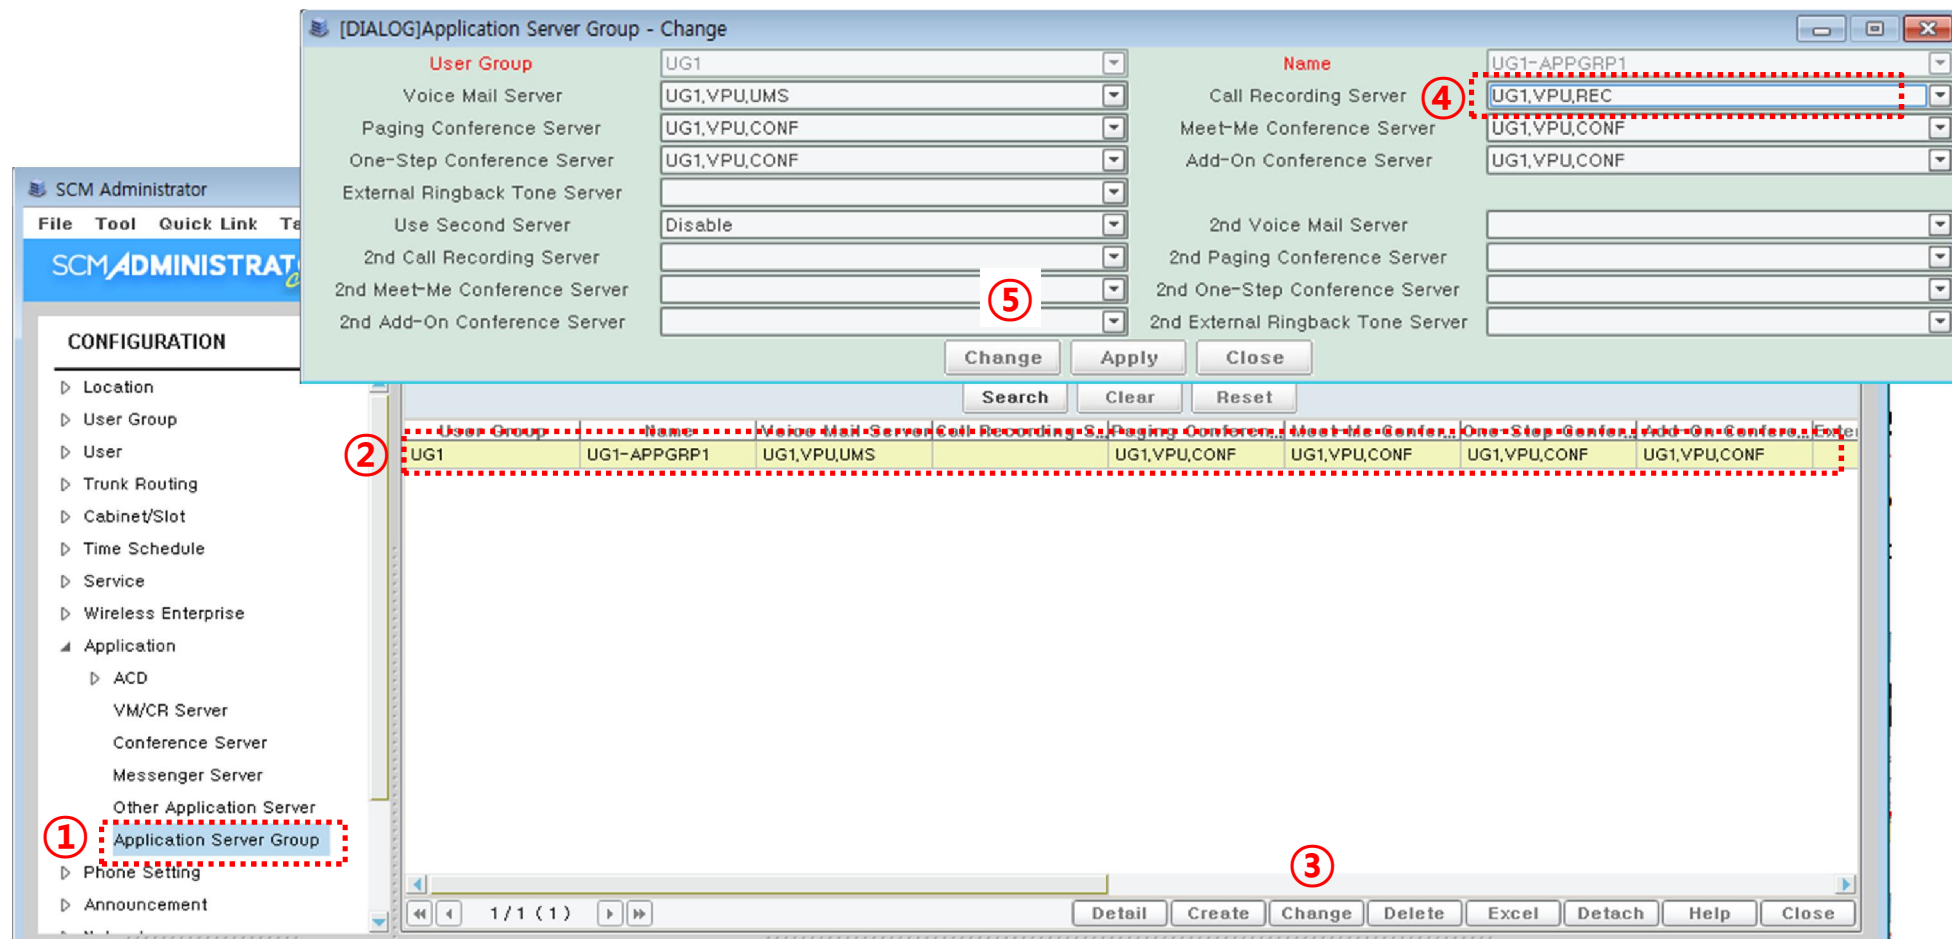 [DIALOG]Application Server Group - Change
User Group UG1 Name UG1-APPGRP1
Voice Mail Server UG1,VPU,UMS Call Recording Server ④ UG1,VPU,REC
Paging Conference Server UG1,VPU,CONF Meet-Me Conference Server UG1,VPU,CONF
One-Step Conference Server UG1,VPU,CONF Add-On Conference Server UG1,VPU,CONF
External Ringback Tone Server
Use Second Server Disable 2nd Voice Mail Server
2nd Call Recording Server 2nd Paging Conference Server
2nd Meet-Me Conference Server ⑤ 2nd One-Step Conference Server
2nd Add-On Conference Server 2nd External Ringback Tone Server
Change Apply Close
SCM Administrator
File Tool Quick Link
SCM ADMINISTRAT
CONFIGURATION
Location
User Group
User
Trunk Routing
Cabinet/Slot
Time Schedule
Service
Wireless Enterprise
Application
ACD
VM/CR Server
Conference Server
Messenger Server
Other Application Server
① Application Server Group
Phone Setting
Announcement
Search Clear Reset
User Group Name Voice Mail Server Call Recording S... Paging Conferen... Meet-Me Confer... One-Step Confer... Add-On Confere... Exter
② UG1 UG1-APPGRP1 UG1,VPU,UMS UG1,VPU,CONF UG1,VPU,CONF UG1,VPU,CONF UG1,VPU,CONF
③
1/1 (1) Detail Create Change Delete Excel Detach Help Close